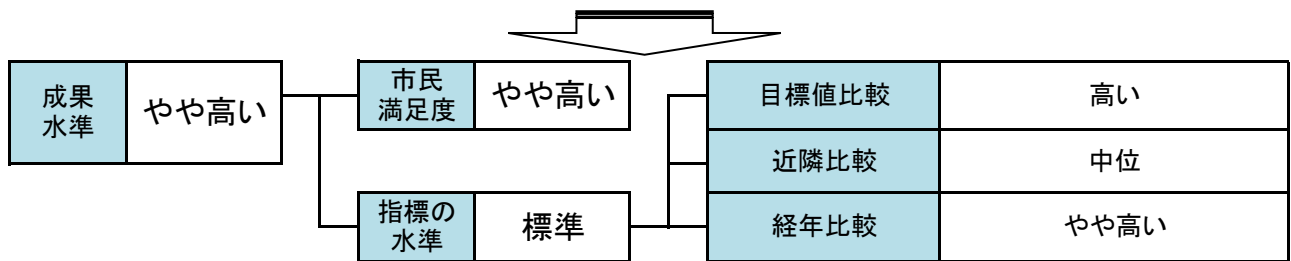 成果
水準
やや高い
市民
満足度
やや高い
指標の
水準
標準
目標値比較
高い
近隣比較
中位
経年比較
やや高い